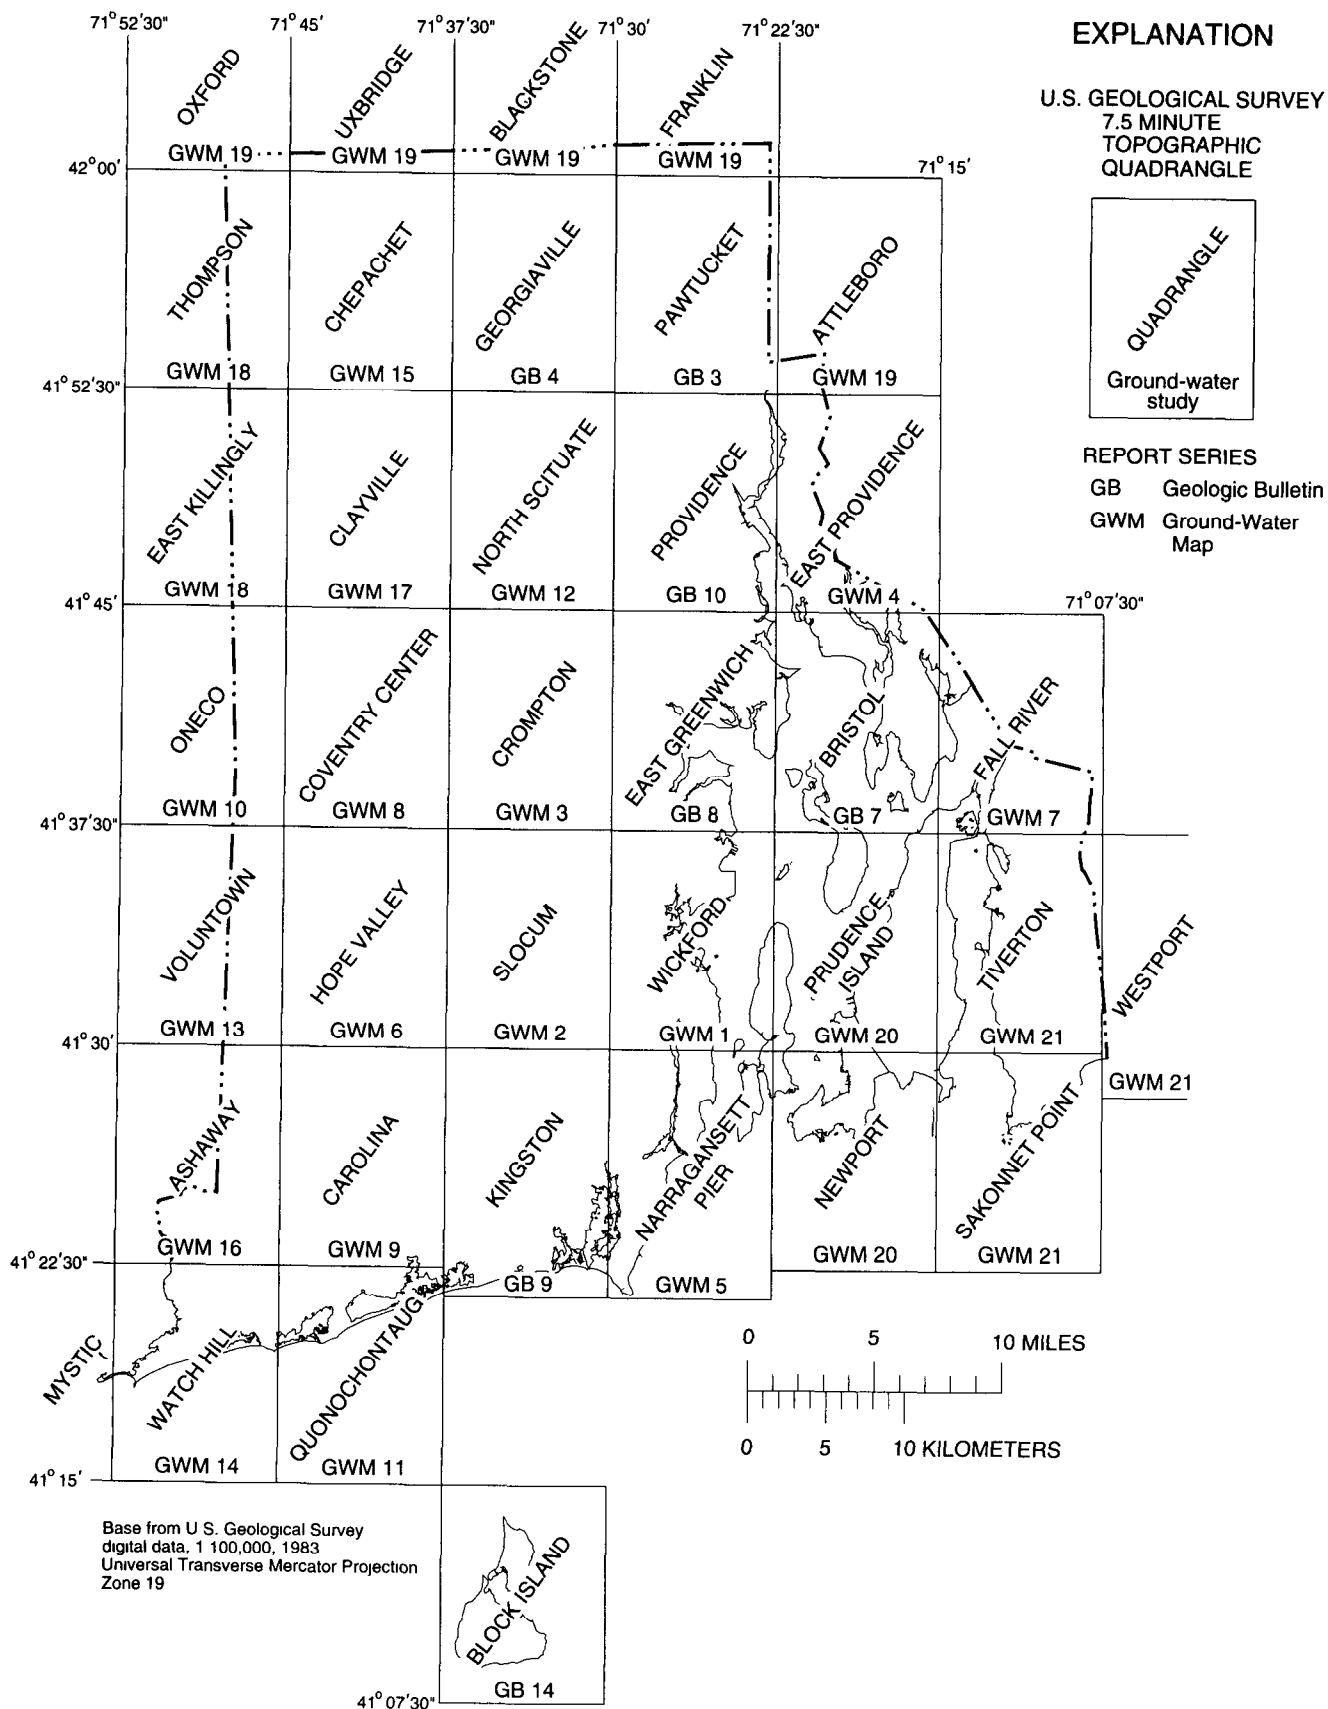 71° 52'30"
71° 45'
71° 37'30"
71° 30'
71° 22'30"
EXPLANATION
U.S. GEOLOGICAL SURVEY
7.5 MINUTE
TOPOGRAPHIC
QUADRANGLE
QUADRANGLE
Ground-water
study
REPORT SERIES
GB Geologic Bulletin
GWM Ground-Water
Map
OXFORD
UXBRIDGE
BLACKSTONE
FRANKLIN
GWM 19
GWM 19
GWM 19
GWM 19
42° 00'
71° 15'
THOMPSON
CHEPACHET
GEORGIAVILLE
PAWTUCKET
ATTLEBORO
GWM 18
GWM 15
GB 4
GB 3
GWM 19
41° 52'30"
EAST KILLINGLY
CLAYVILLE
NORTH SCITUATE
PROVIDENCE
EAST PROVIDENCE
GWM 18
GWM 17
GWM 12
GB 10
GWM 4
41° 45'
71° 07'30"
ONECO
COVENTRY CENTER
CROMPTON
EAST GREENWICH
BRISTOL
FALL RIVER
GWM 10
GWM 8
GWM 3
GB 8
GB 7
GWM 7
41° 37'30"
VOLUNTOWN
HOPE VALLEY
SLOCUM
WICKFORD
PRUDENCE
ISLAND
TIVERTON
WESTPORT
GWM 13
GWM 6
GWM 2
GWM 1
GWM 20
GWM 21
41° 30'
GWM 21
ASHAWAY
CAROLINA
KINGSTON
NARRAGANSETT
PIER
NEWPORT
SAKONNET POINT
GWM 16
GWM 9
GB 9
GWM 5
GWM 20
GWM 21
41° 22'30"
MYSTIC
WATCH HILL
QUONOCHONTAUG
GWM 14
GWM 11
41° 15'
0 5 10 MILES
0 5 10 KILOMETERS
Base from U S. Geological Survey
digital data, 1 100,000, 1983
Universal Transverse Mercator Projection
Zone 19
BLOCK ISLAND
GB 14
41° 07'30"